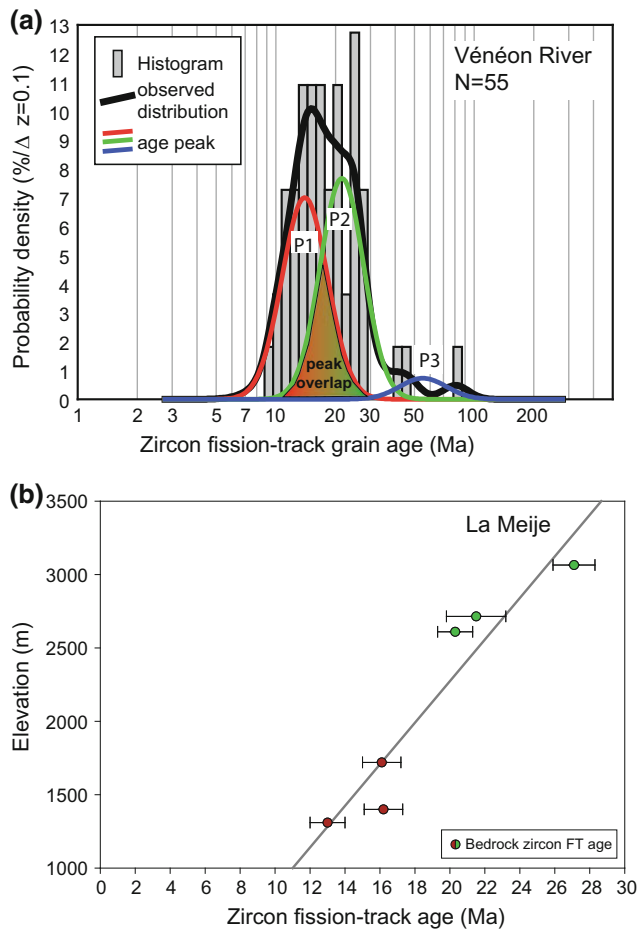 (a)
Probability density (%/Δ z=0.1)
13
12
11
10
9
8
7
6
5
4
3
2
1
0
Histogram
observed
distribution
age peak
Vénéon River
N=55
P1
P2
P3
peak
overlap
1 2 3 5 7 10 20 30 50 100 200
Zircon fission-track grain age (Ma)
(b)
Elevation (m)
3500
3000
2500
2000
1500
1000
La Meije
Bedrock zircon FT age
0 2 4 6 8 10 12 14 16 18 20 22 24 26 28 30
Zircon fission-track age (Ma)